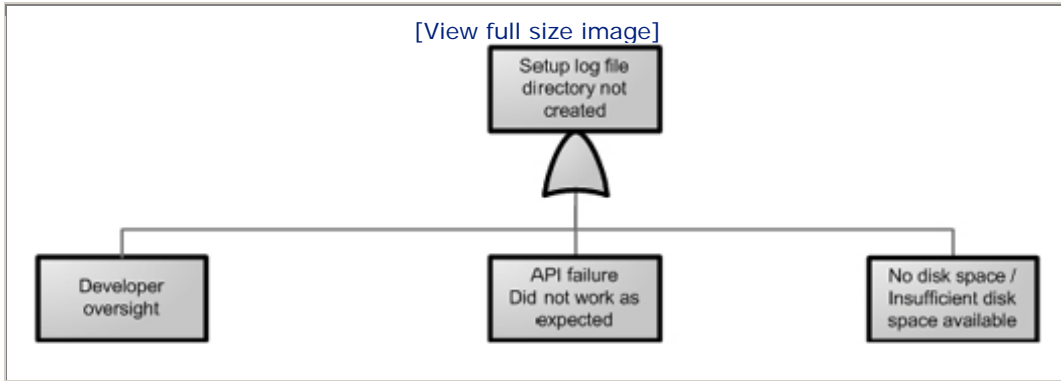 [View full size image]
Setup log file
directory not
created
Developer
oversight
API failure
Did not work as
expected
No disk space /
Insufficient disk
space available